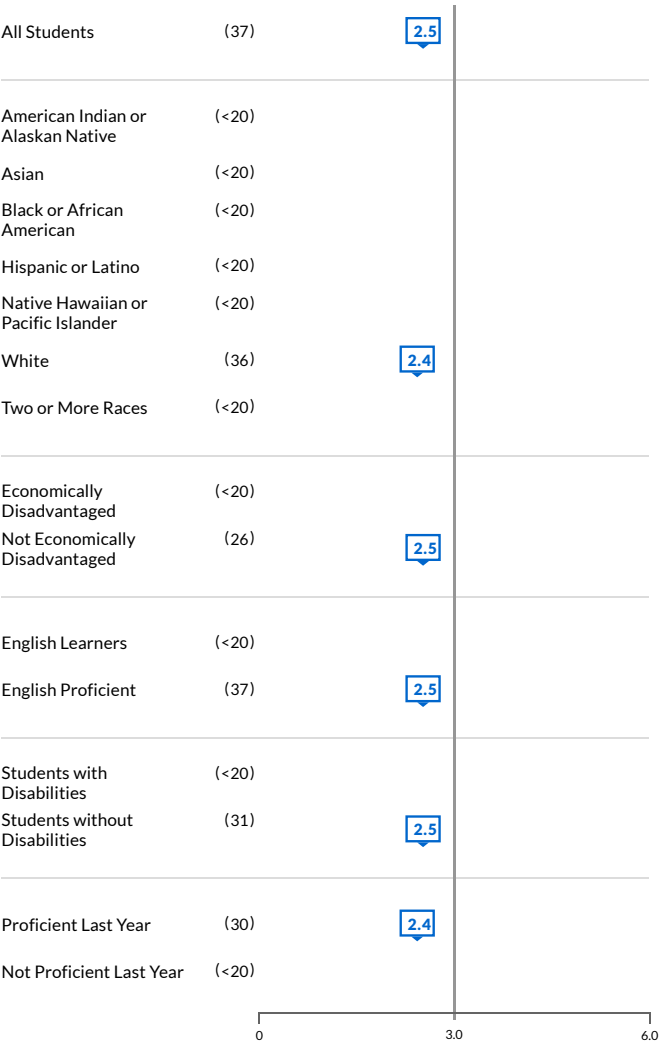 All Students (37) 2.5
American Indian or
Alaskan Native (<20)
Asian (<20)
Black or African
American (<20)
Hispanic or Latino (<20)
Native Hawaiian or
Pacific Islander (<20)
White (36) 2.4
Two or More Races (<20)
Economically
Disadvantaged (<20)
Not Economically
Disadvantaged (26) 2.5
English Learners (<20)
English Proficient (37) 2.5
Students with
Disabilities (<20)
Students without
Disabilities (31) 2.5
Proficient Last Year (30) 2.4
Not Proficient Last Year (<20)
0 3.0 6.0